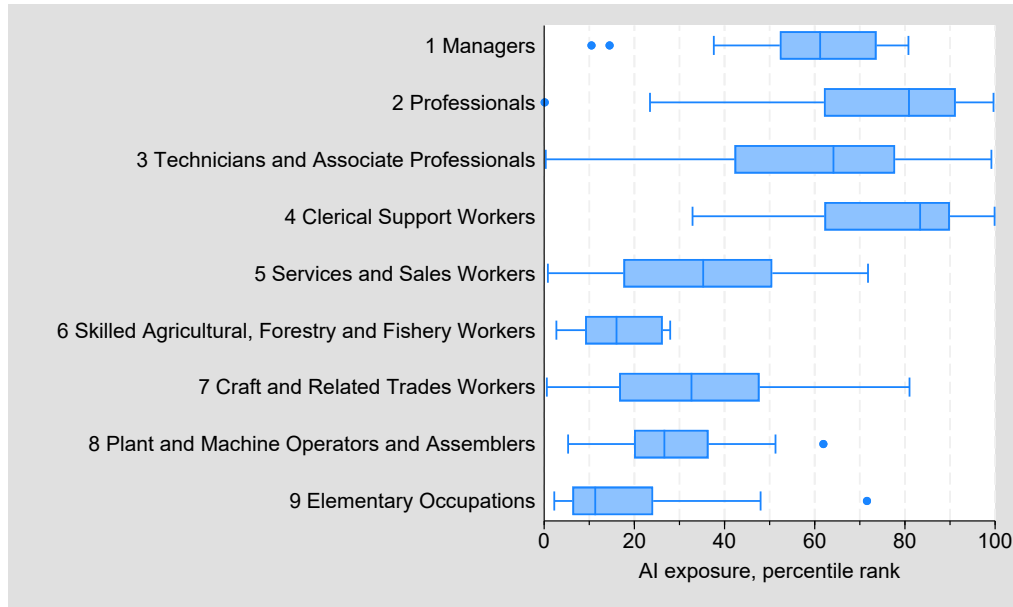 1 Managers
2 Professionals
3 Technicians and Associate Professionals
4 Clerical Support Workers
5 Services and Sales Workers
6 Skilled Agricultural, Forestry and Fishery Workers
7 Craft and Related Trades Workers
8 Plant and Machine Operators and Assemblers
9 Elementary Occupations
0 20 40 60 80 100
AI exposure, percentile rank